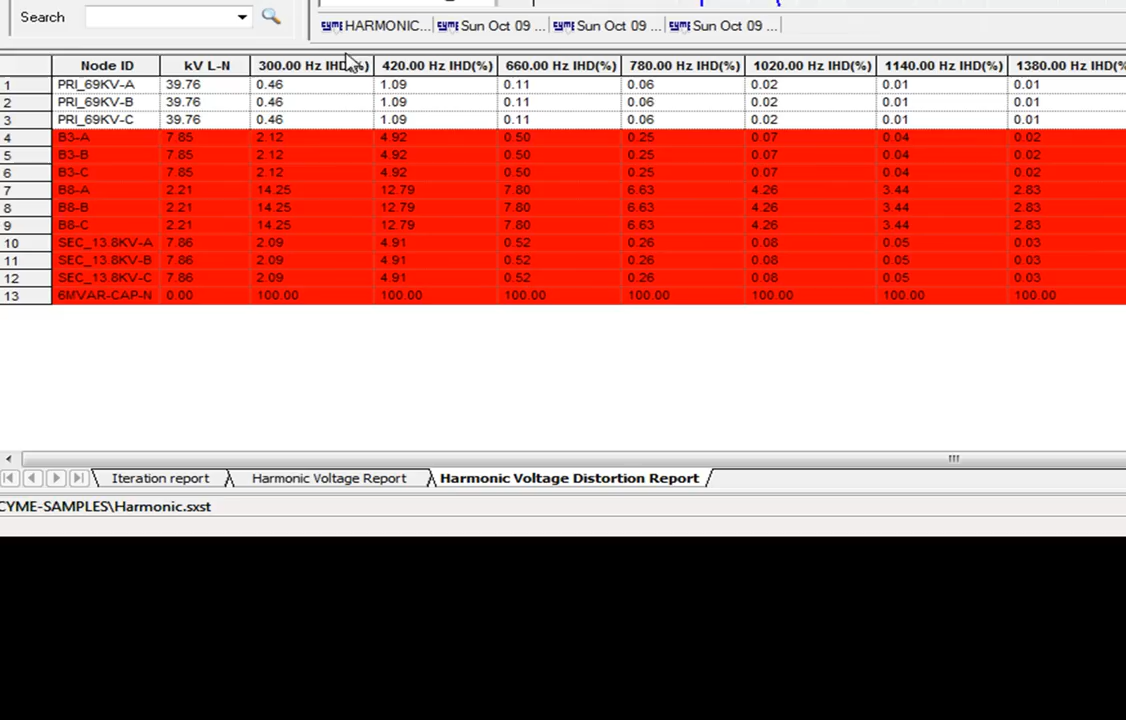 Search
CYME HARMONIC... CYME Sun Oct 09 ... CYME Sun Oct 09 ... CYME Sun Oct 09 ...
Node ID kV L-N 300.00 Hz IHD(%) 420.00 Hz IHD(%) 660.00 Hz IHD(%) 780.00 Hz IHD(%) 1020.00 Hz IHD(%) 1140.00 Hz IHD(%) 1380.00 Hz IHD(%
1 PRI_69KV-A 39.76 0.46 1.09 0.11 0.06 0.02 0.01 0.01
2 PRI_69KV-B 39.76 0.46 1.09 0.11 0.06 0.02 0.01 0.01
3 PRI_69KV-C 39.76 0.46 1.09 0.11 0.06 0.02 0.01 0.01
4 B3-A 7.85 2.12 4.92 0.50 0.25 0.07 0.04 0.02
5 B3-B 7.85 2.12 4.92 0.50 0.25 0.07 0.04 0.02
6 B3-C 7.85 2.12 4.92 0.50 0.25 0.07 0.04 0.02
7 B8-A 2.21 14.25 12.79 7.80 6.63 4.26 3.44 2.83
8 B8-B 2.21 14.25 12.79 7.80 6.63 4.26 3.44 2.83
9 B8-C 2.21 14.25 12.79 7.80 6.63 4.26 3.44 2.83
10 SEC_13.8KV-A 7.86 2.09 4.91 0.52 0.26 0.08 0.05 0.03
11 SEC_13.8KV-B 7.86 2.09 4.91 0.52 0.26 0.08 0.05 0.03
12 SEC_13.8KV-C 7.86 2.09 4.91 0.52 0.26 0.08 0.05 0.03
13 6MVAR-CAP-N 0.00 100.00 100.00 100.00 100.00 100.00 100.00 100.00
Iteration report Harmonic Voltage Report Harmonic Voltage Distortion Report
CYME-SAMPLES\Harmonic.sxst